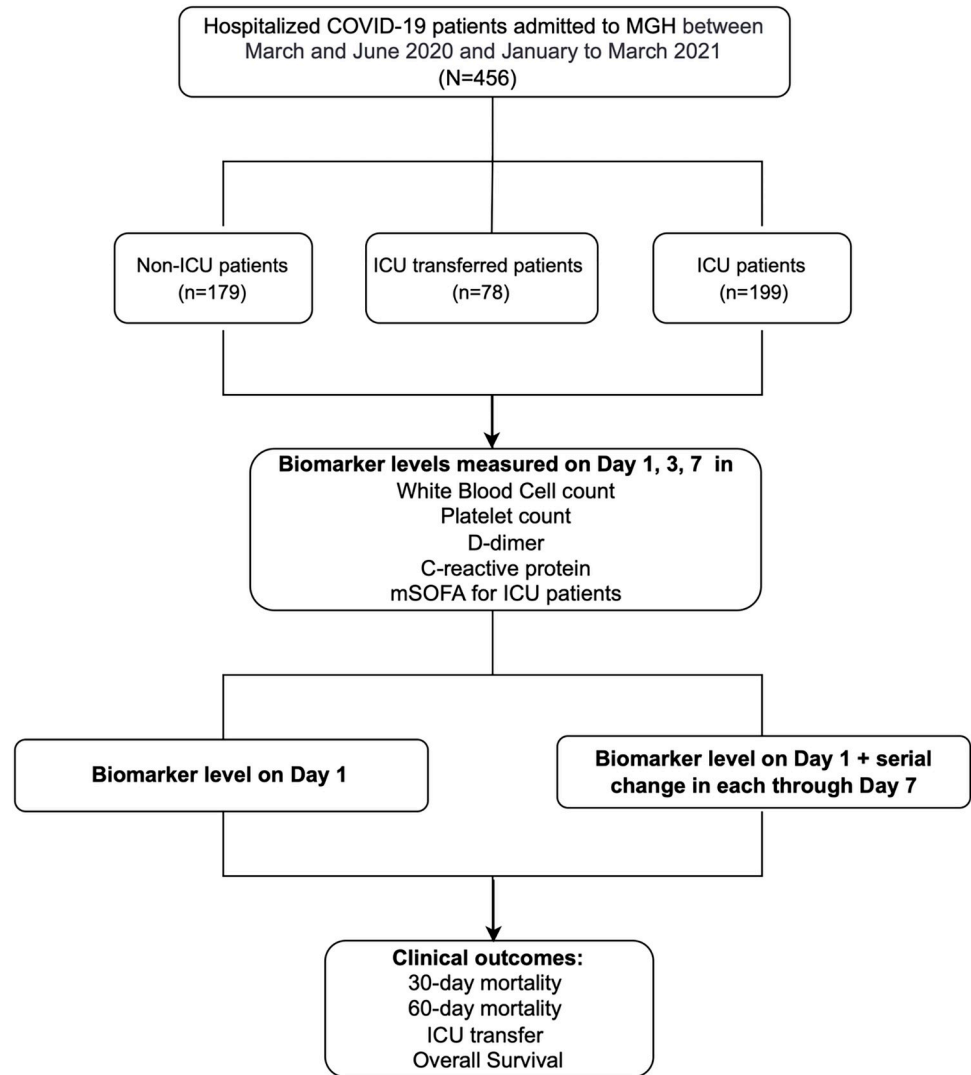 Hospitalized COVID-19 patients admitted to MGH between
March and June 2020 and January to March 2021
(N=456)
Non-ICU patients
(n=179)
ICU transferred patients
(n=78)
ICU patients
(n=199)
Biomarker levels measured on Day 1, 3, 7 in
White Blood Cell count
Platelet count
D-dimer
C-reactive protein
mSOFA for ICU patients
Biomarker level on Day 1
Biomarker level on Day 1 + serial
change in each through Day 7
Clinical outcomes:
30-day mortality
60-day mortality
ICU transfer
Overall Survival